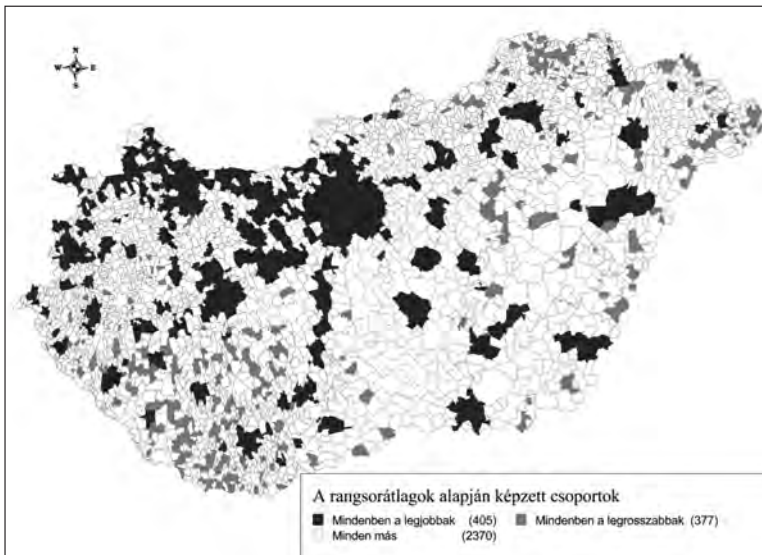 N
W E
S
A rangsorátlagok alapján képzett csoportok
Mindenben a legjobbak (405) Mindenben a legrosszabbak (377)
Minden más (2370)